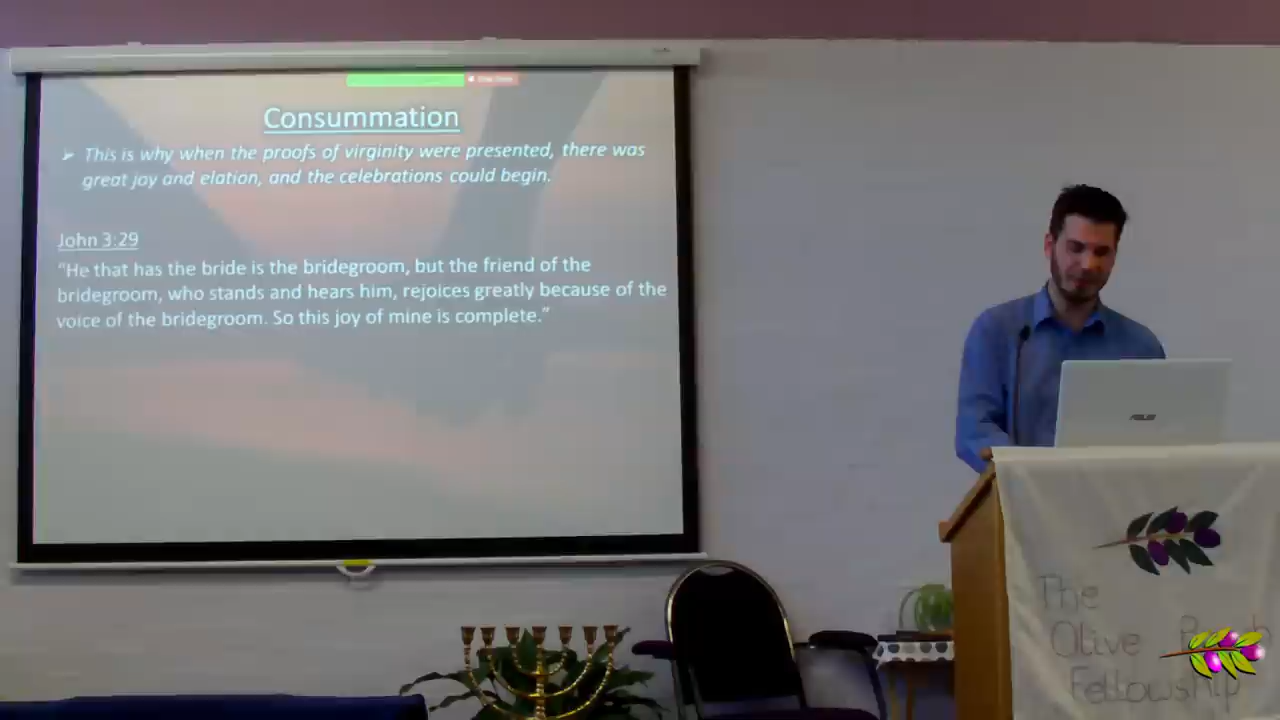 Consummation
➢ This is why when the proofs of virginity were presented, there was
great joy and elation, and the celebrations could begin.
John 3:29
“He that has the bride is the bridegroom, but the friend of the
bridegroom, who stands and hears him, rejoices greatly because of the
voice of the bridegroom. So this joy of mine is complete.”
ASUS
The
Olive
Fellowship